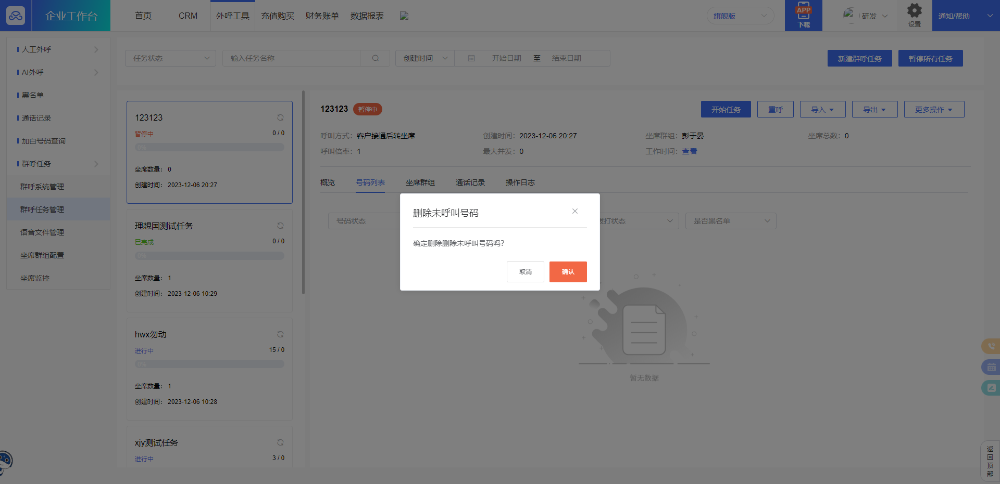 企业工作台
首页
CRM
外呼工具
充值购买
财务账单
数据报表
旗舰版
APP
下载
研发
设置
通知/帮助
人工外呼
AI外呼
黑名单
通话记录
加白号码查询
群呼任务
群呼系统管理
群呼任务管理
语音文件管理
坐席群组配置
坐席监控
任务状态
输入任务名称
创建时间
开始日期 至 结束日期
新建群呼任务
暂停所有任务
123123
暂停中 0 / 0
0%
坐席数量： 0
创建时间： 2023-12-06 20:27
理想国测试任务
已完成 0 / 0
0%
坐席数量： 1
创建时间： 2023-12-06 10:29
hwx勿动
进行中 15 / 0
0%
坐席数量： 1
创建时间： 2023-12-06 10:28
xjy测试任务
进行中 3 / 0
123123 暂停中
开始任务
重呼
导入
导出
更多操作
呼叫方式：客户接通后转坐席
创建时间：2023-12-06 20:27
坐席群组：彭于晏
坐席总数：0
呼叫倍率：1
最大并发：0
工作时间：查看
概览
号码列表
坐席群组
通话记录
操作日志
号码状态
拨打状态
是否黑名单
删除未呼叫号码
确定删除删除未呼叫号码吗?
取消
确认
暂无数据
返回顶部